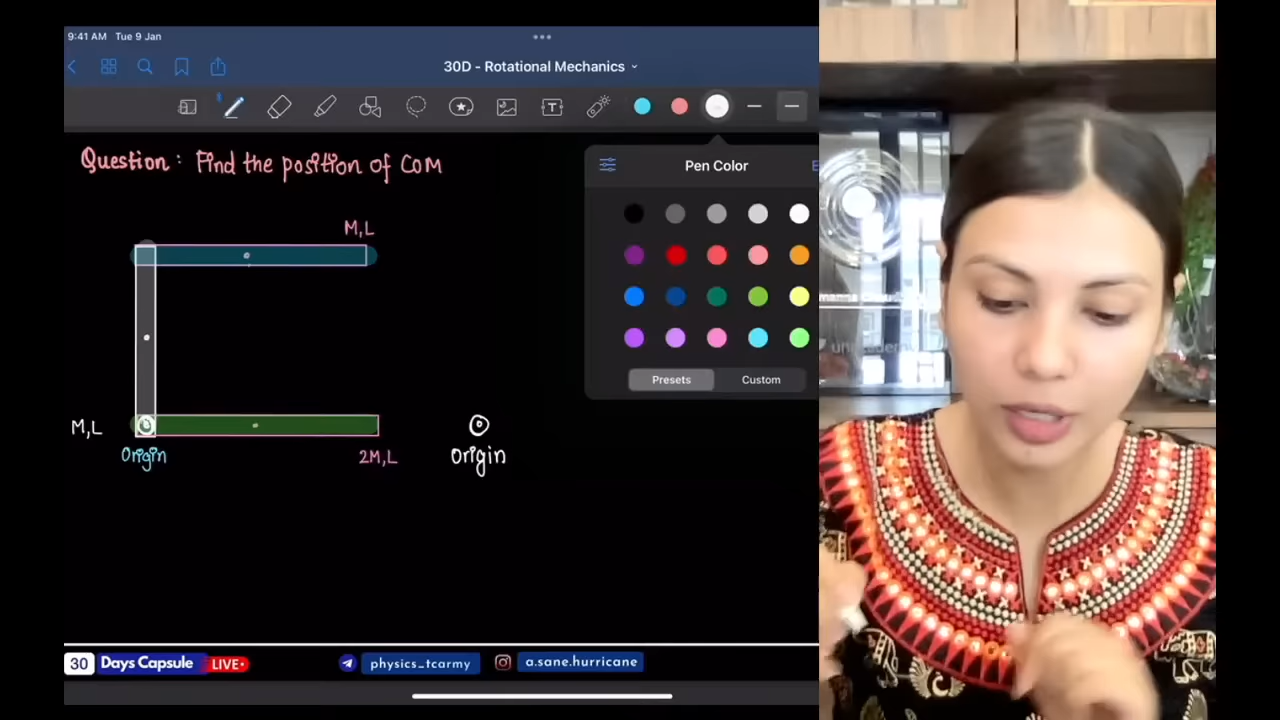 9:41 AM Tue 9 Jan
30D - Rotational Mechanics
T
Question: Find the position of COM
Pen Color
M,L
Presets
Custom
M,L
Origin
2M,L
Origin
30 Days Capsule LIVE
physics_tcarmy
a.sane.hurricane